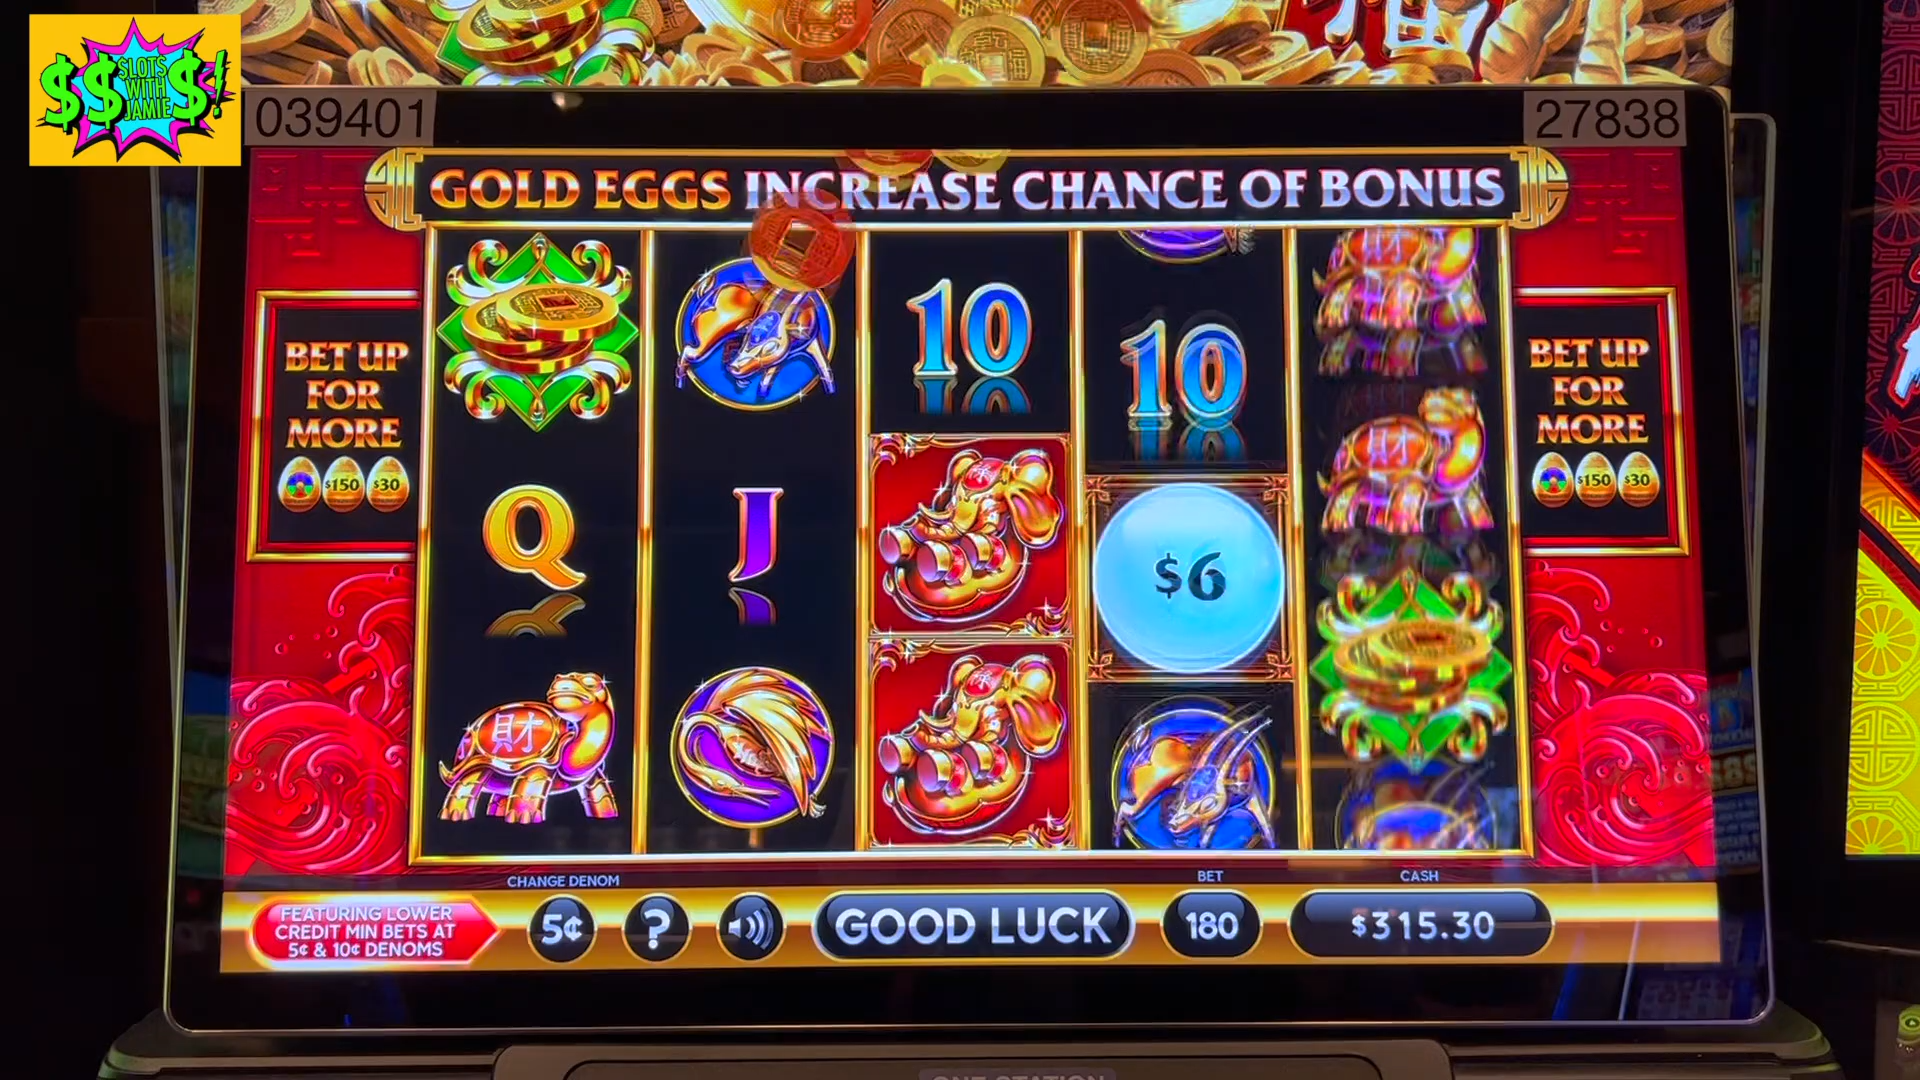 SLOTS
WITH
JAMIE
$$$!
039401
27838
GOLD EGGS INCREASE CHANCE OF BONUS
BET UP
FOR
MORE
$150 $30
10
10
Q
J
$6
財
財
財
BET UP
FOR
MORE
$150 $30
CHANGE DENOM
BET
CASH
FEATURING LOWER
CREDIT MIN BETS AT
5¢ & 10¢ DENOMS
5¢
?
GOOD LUCK
180
$315.30